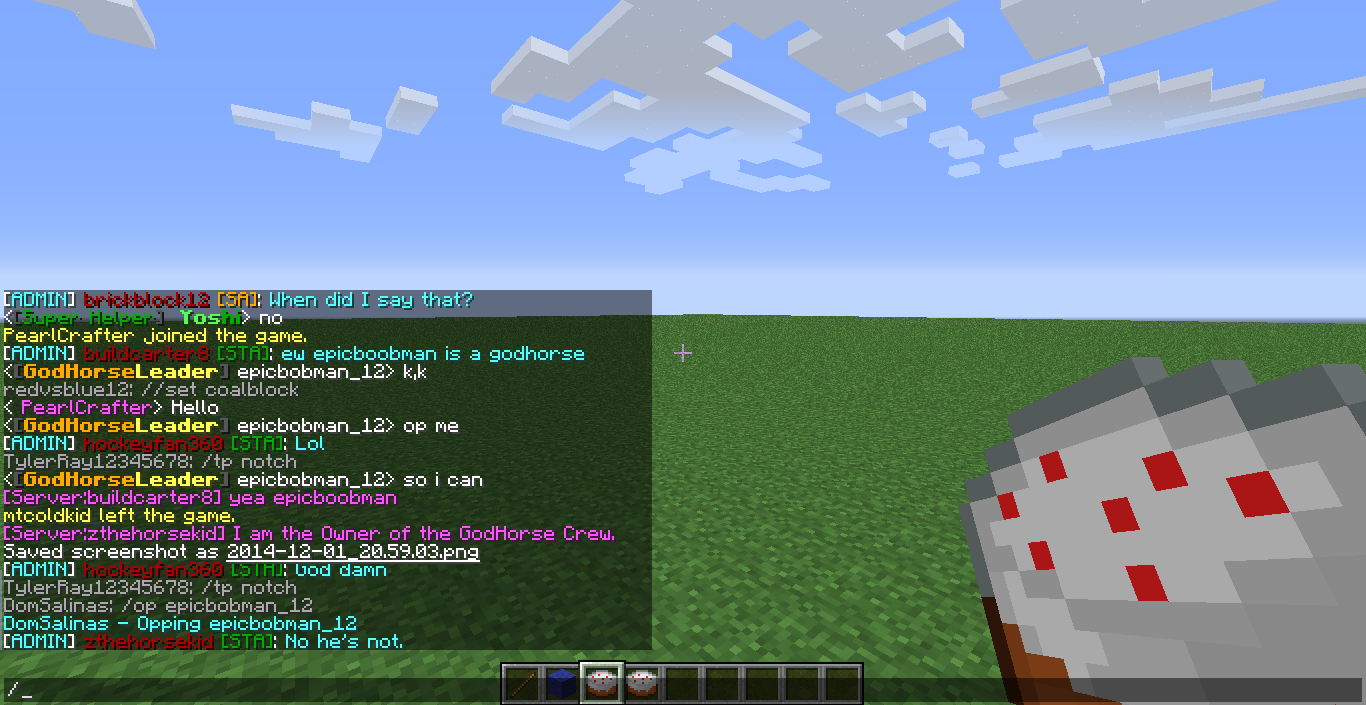 [ADMIN] brickblock12 [SA]: When did I say that?
<[Super Helper] Yoshi> no
PearlCrafter joined the game.
[ADMIN] buildcarter8 [STA]: ew epicboobman is a godhorse
<[GodHorseLeader] epicbobman_12> k,k
redvsblue12: //set coalblock
< PearlCrafter> Hello
<[GodHorseLeader] epicbobman_12> op me
[ADMIN] hockeyfan360 [STA]: Lol
TylerRay12345678: /tp notch
<[GodHorseLeader] epicbobman_12> so i can
[Server:buildcarter8] yea epicboobman
mtcoldkid left the game.
[Server:zthehorsekid] I am the Owner of the GodHorse Crew.
Saved screenshot as 2014-12-01_20.59.03.png
[ADMIN] hockeyfan360 [STA]: God damn
TylerRay12345678: /tp notch
DomSalinas: /op epicbobman_12
DomSalinas - Opping epicbobman_12
[ADMIN] zthehorsekid [STA]: No he's not.
/_